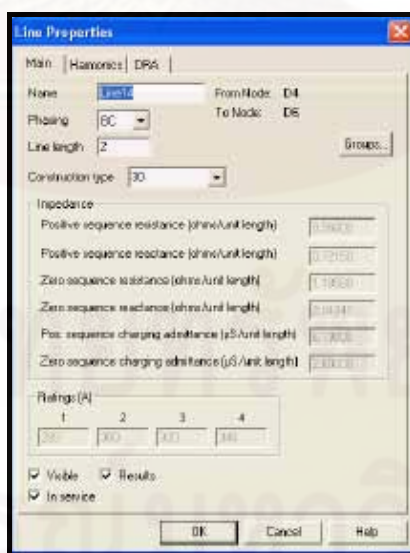 Line Properties
Main Harmonics DRA
Name Line14 From Node: D4
To Node: D6
Phasing BC
Line length 2
Groups...
Construction type 3D
Impedance
Positive sequence resistance (ohms/unit length)
Positive sequence reactance (ohms/unit length)
Zero sequence resistance (ohms/unit length)
Zero sequence reactance (ohms/unit length)
Pos. sequence charging admittance (µS/unit length)
Zero sequence charging admittance (µS/unit length)
Ratings (A)
1 2 3 4
Visible Results
In service
OK Cancel Help